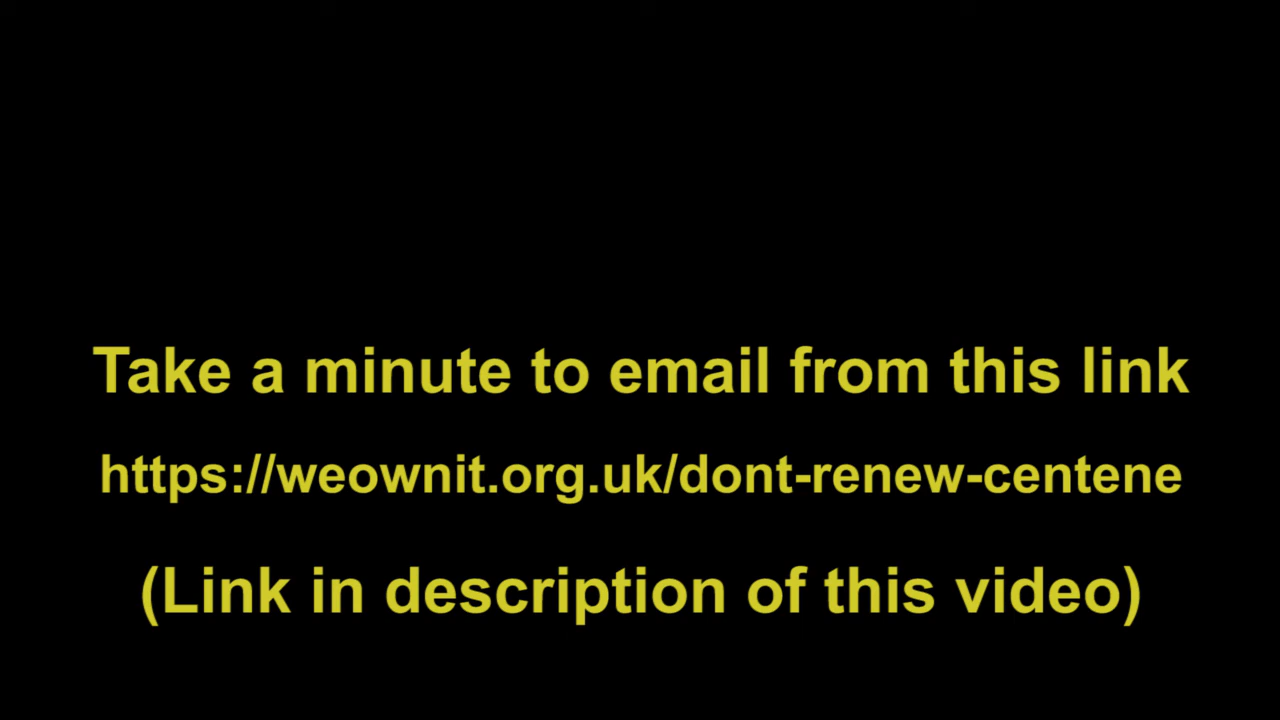 Take a minute to email from this link
https://weownit.org.uk/dont-renew-centene
(Link in description of this video)